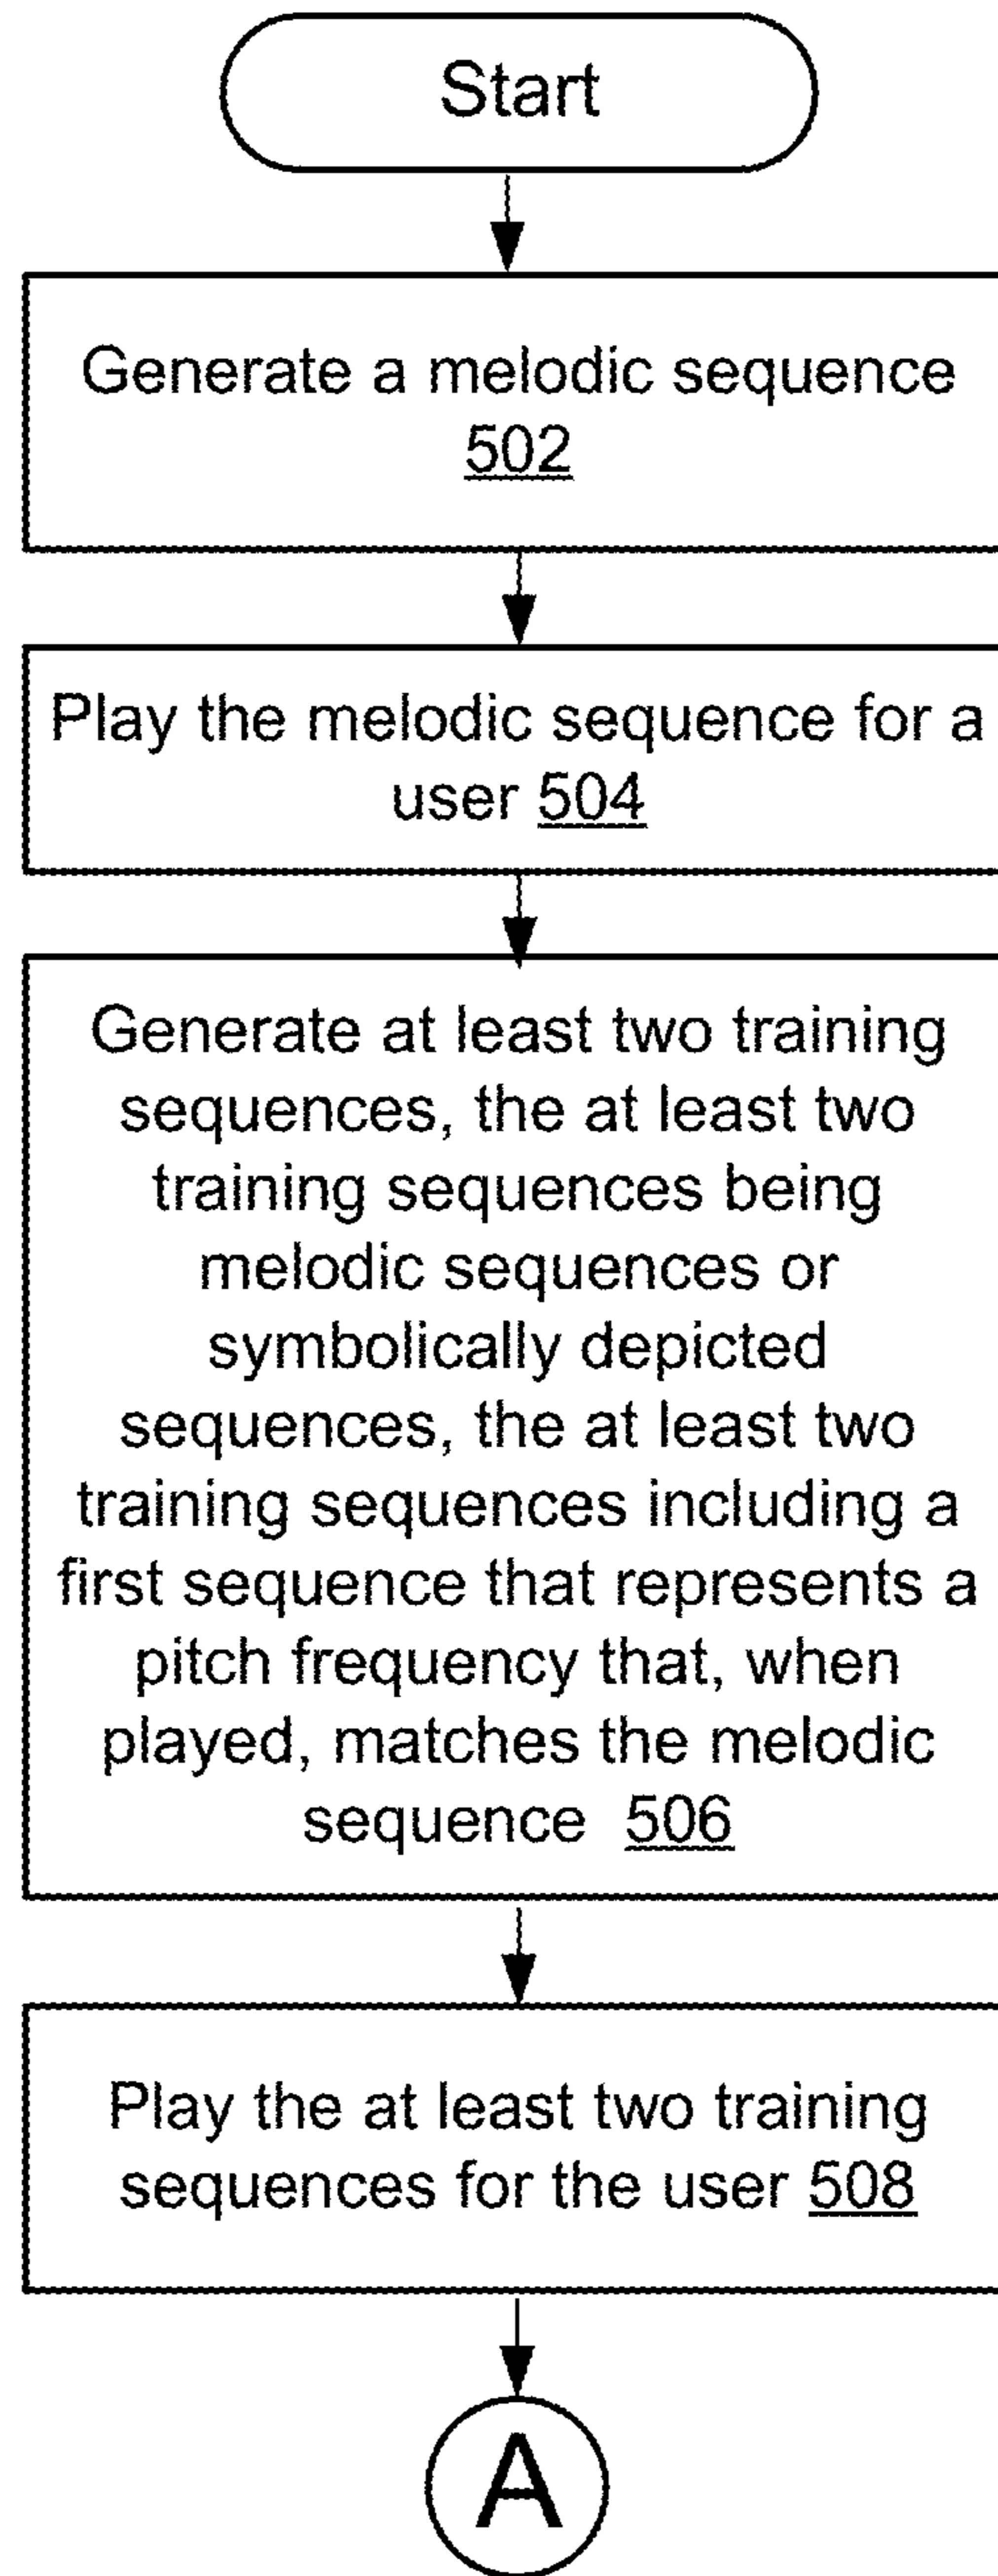 Start
Generate a melodic sequence
502
Play the melodic sequence for a
user 504
Generate at least two training
sequences, the at least two
training sequences being
melodic sequences or
symbolically depicted
sequences, the at least two
training sequences including a
first sequence that represents a
pitch frequency that, when
played, matches the melodic
sequence 506
Play the at least two training
sequences for the user 508
A